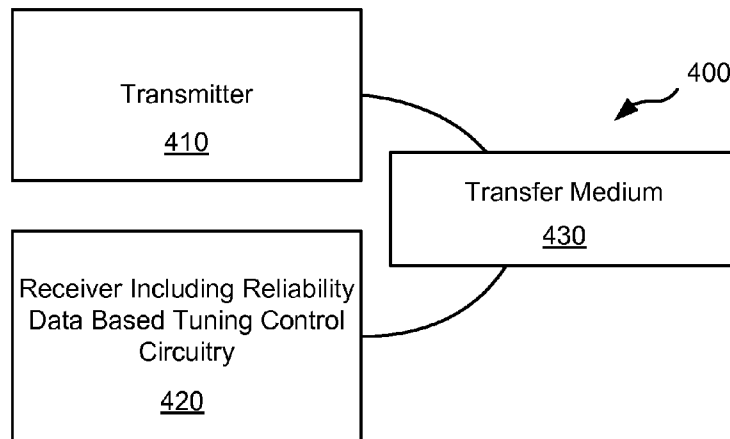 Transmitter
410
400
Transfer Medium
430
Receiver Including Reliability
Data Based Tuning Control
Circuitry
420